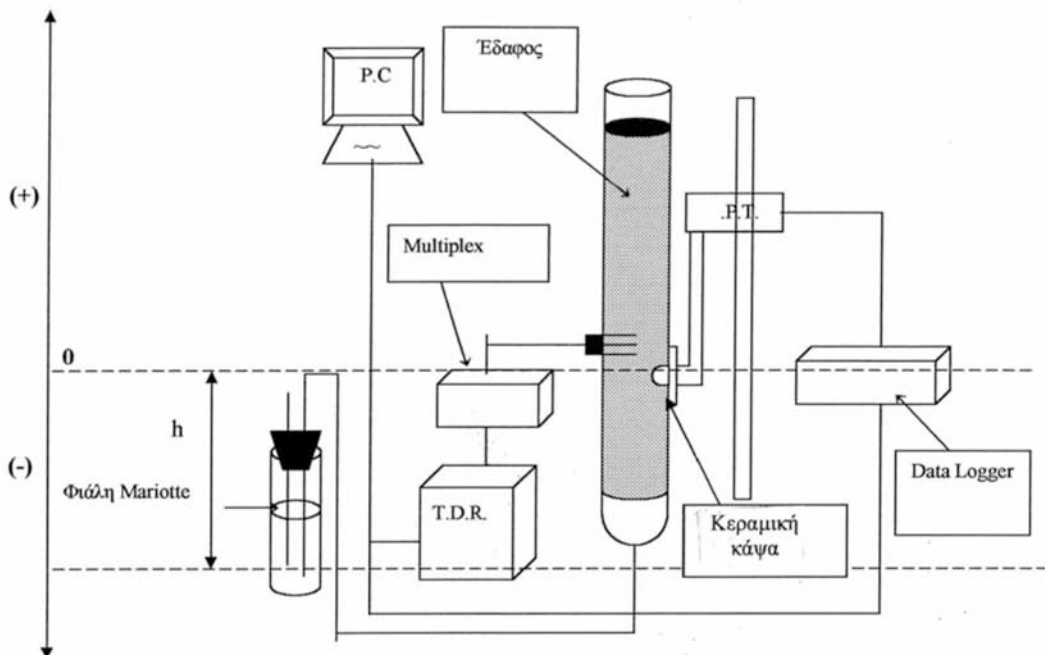 Έδαφος
P.C
(+)
.P.T.
Multiplex
0
h
(-)
Φιάλη Mariotte
T.D.R.
Data Logger
Κεραμική
κάψα